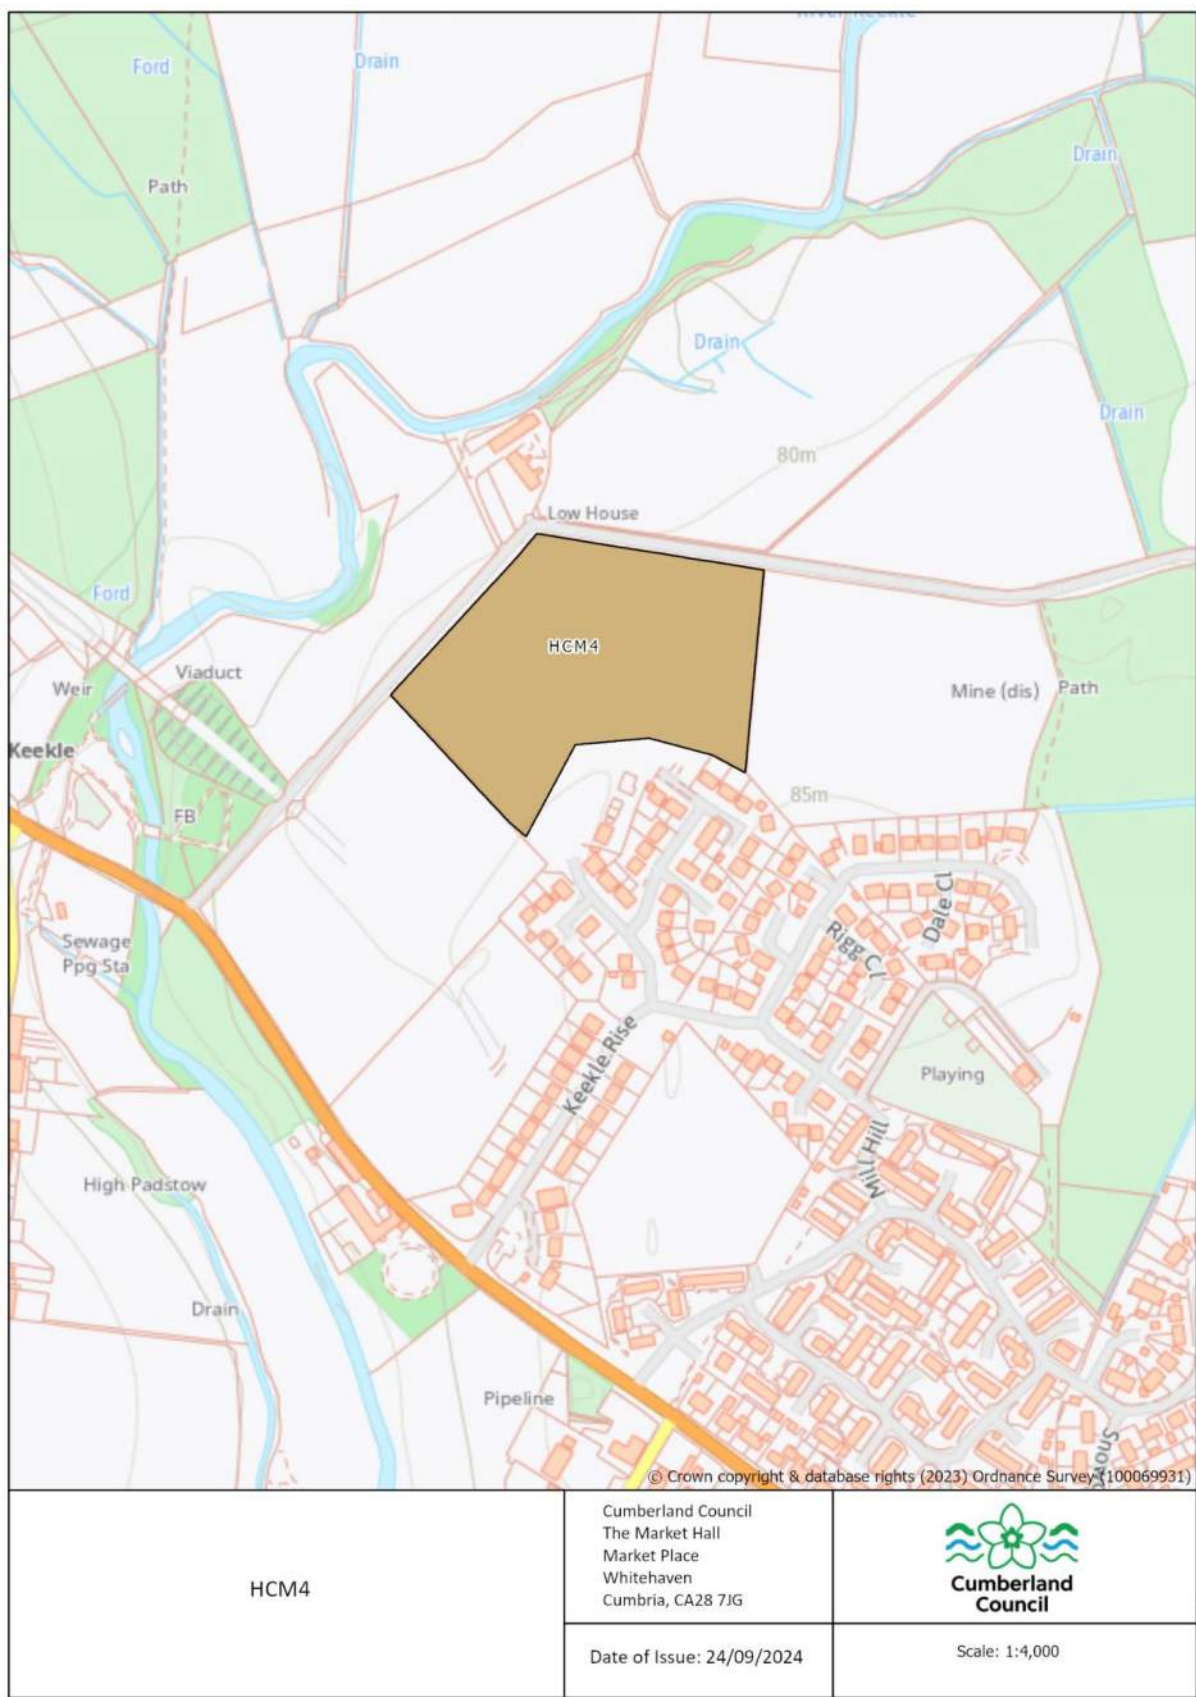 Ford
Drain
Path
Drain
Drain
Drain
80m
Low House
Ford
HCM4
Viaduct
Weir
Mine (dis)
Path
Keekle
85m
FB
Dale Cl
Rigg Cl
Sewage
Ppg Sta
Keekle Rise
Playing
Mill Hill
High Padstow
Drain
Pipeline
© Crown copyright & database rights (2023) Ordnance Survey (100069931)
HCM4
Cumberland Council
The Market Hall
Market Place
Whitehaven
Cumbria, CA28 7JG
Date of Issue: 24/09/2024
Cumberland
Council
Scale: 1:4,000